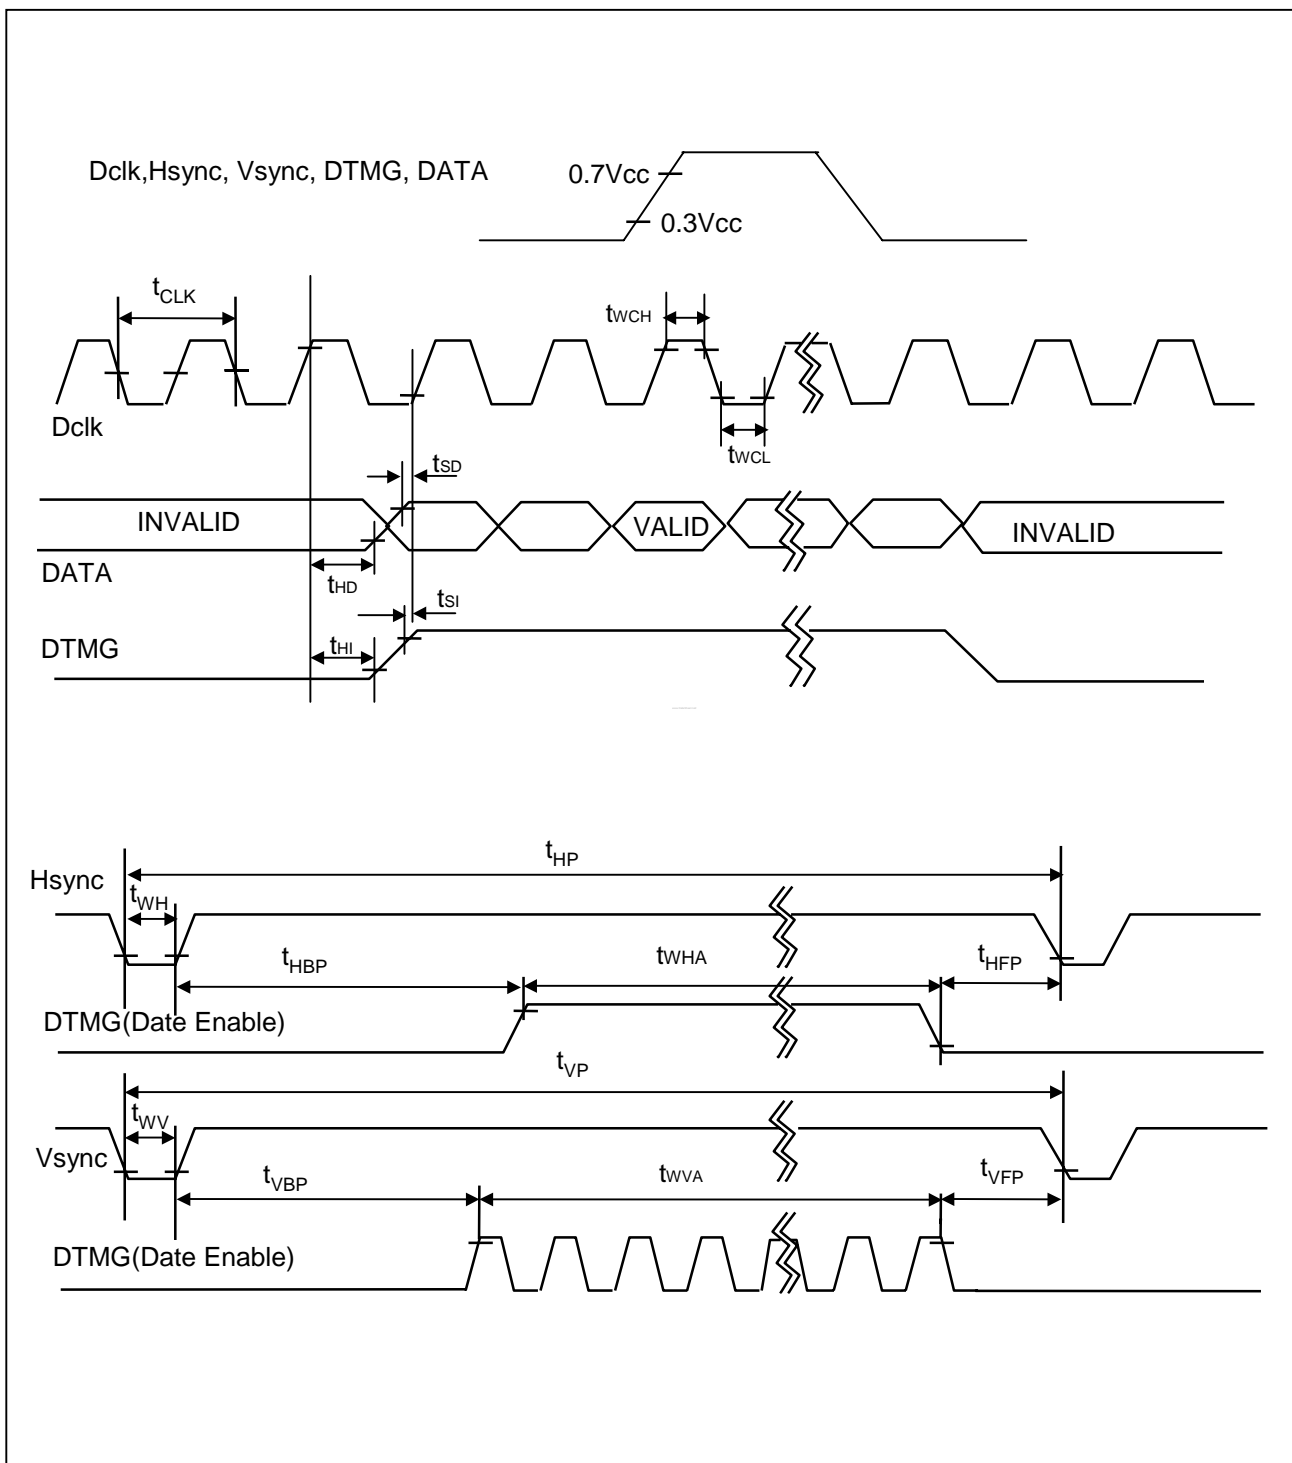 Dclk,Hsync, Vsync, DTMG, DATA
0.7Vcc
0.3Vcc
tCLK
tWCH
Dclk
tWCL
tSD
INVALID
VALID
INVALID
DATA
tHD
tSI
DTMG
tHI
tHP
Hsync
tWH
tHBP
tWHA
tHFP
DTMG(Date Enable)
tVP
tWV
Vsync
tVBP
tWVA
tVFP
DTMG(Date Enable)